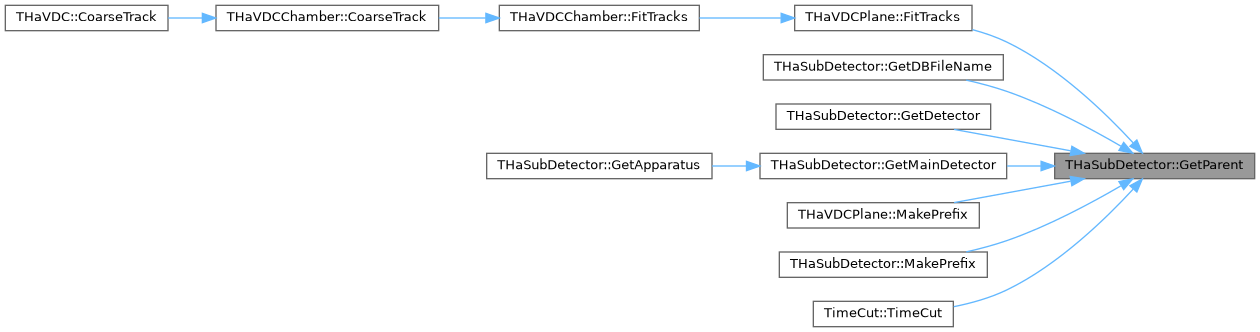 THaVDC::CoarseTrack
THaVDCChamber::CoarseTrack
THaVDCChamber::FitTracks
THaVDCPlane::FitTracks
THaSubDetector::GetDBFileName
THaSubDetector::GetDetector
THaSubDetector::GetApparatus
THaSubDetector::GetMainDetector
THaSubDetector::GetParent
THaVDCPlane::MakePrefix
THaSubDetector::MakePrefix
TimeCut::TimeCut